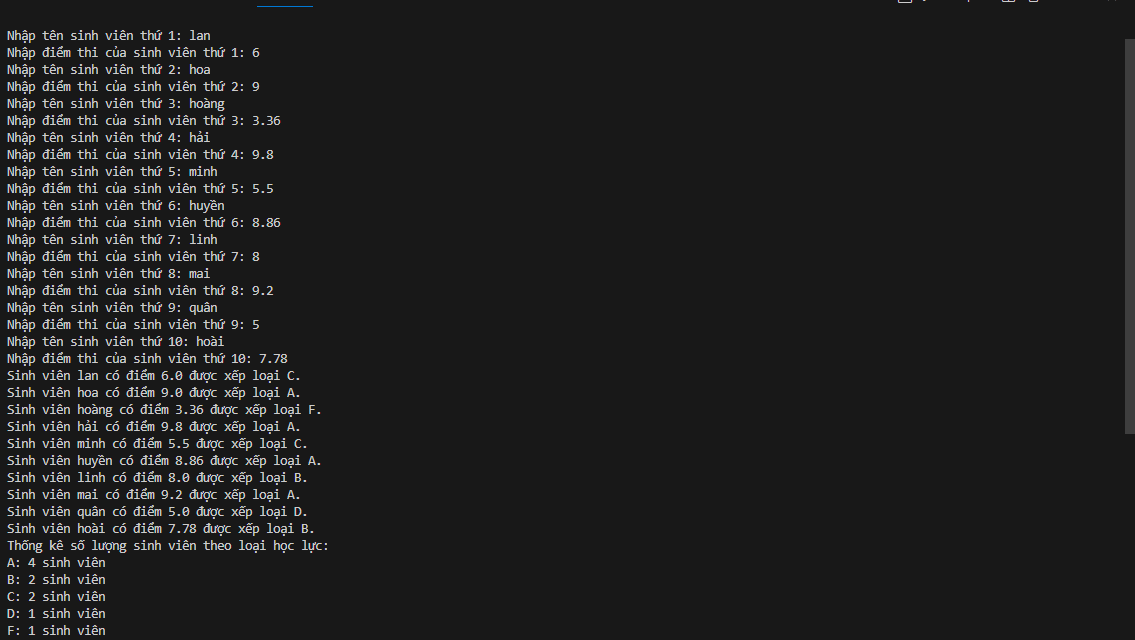 Nhập tên sinh viên thứ 1: lan
Nhập điểm thi của sinh viên thứ 1: 6
Nhập tên sinh viên thứ 2: hoa
Nhập điểm thi của sinh viên thứ 2: 9
Nhập tên sinh viên thứ 3: hoàng
Nhập điểm thi của sinh viên thứ 3: 3.36
Nhập tên sinh viên thứ 4: hải
Nhập điểm thi của sinh viên thứ 4: 9.8
Nhập tên sinh viên thứ 5: minh
Nhập điểm thi của sinh viên thứ 5: 5.5
Nhập tên sinh viên thứ 6: huyền
Nhập điểm thi của sinh viên thứ 6: 8.86
Nhập tên sinh viên thứ 7: linh
Nhập điểm thi của sinh viên thứ 7: 8
Nhập tên sinh viên thứ 8: mai
Nhập điểm thi của sinh viên thứ 8: 9.2
Nhập tên sinh viên thứ 9: quân
Nhập điểm thi của sinh viên thứ 9: 5
Nhập tên sinh viên thứ 10: hoài
Nhập điểm thi của sinh viên thứ 10: 7.78
Sinh viên lan có điểm 6.0 được xếp loại C.
Sinh viên hoa có điểm 9.0 được xếp loại A.
Sinh viên hoàng có điểm 3.36 được xếp loại F.
Sinh viên hải có điểm 9.8 được xếp loại A.
Sinh viên minh có điểm 5.5 được xếp loại C.
Sinh viên huyền có điểm 8.86 được xếp loại A.
Sinh viên linh có điểm 8.0 được xếp loại B.
Sinh viên mai có điểm 9.2 được xếp loại A.
Sinh viên quân có điểm 5.0 được xếp loại D.
Sinh viên hoài có điểm 7.78 được xếp loại B.
Thống kê số lượng sinh viên theo loại học lực:
A: 4 sinh viên
B: 2 sinh viên
C: 2 sinh viên
D: 1 sinh viên
F: 1 sinh viên